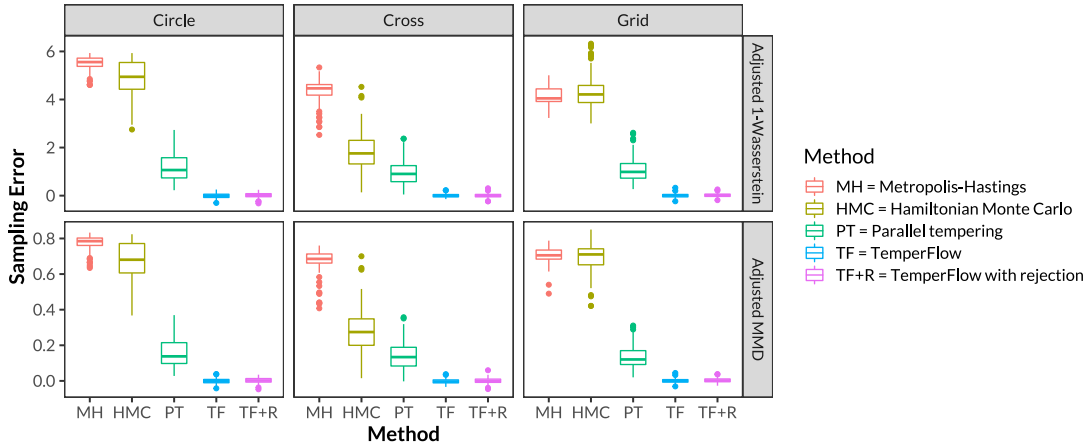 Circle
Cross
Grid
Sampling Error
6
4
2
0
Adjusted 1-Wasserstein
0.8
0.6
0.4
0.2
0.0
Adjusted MMD
MH HMC PT TF TF+R
MH HMC PT TF TF+R
MH HMC PT TF TF+R
Method
Method
MH = Metropolis-Hastings
HMC = Hamiltonian Monte Carlo
PT = Parallel tempering
TF = TemperFlow
TF+R = TemperFlow with rejection